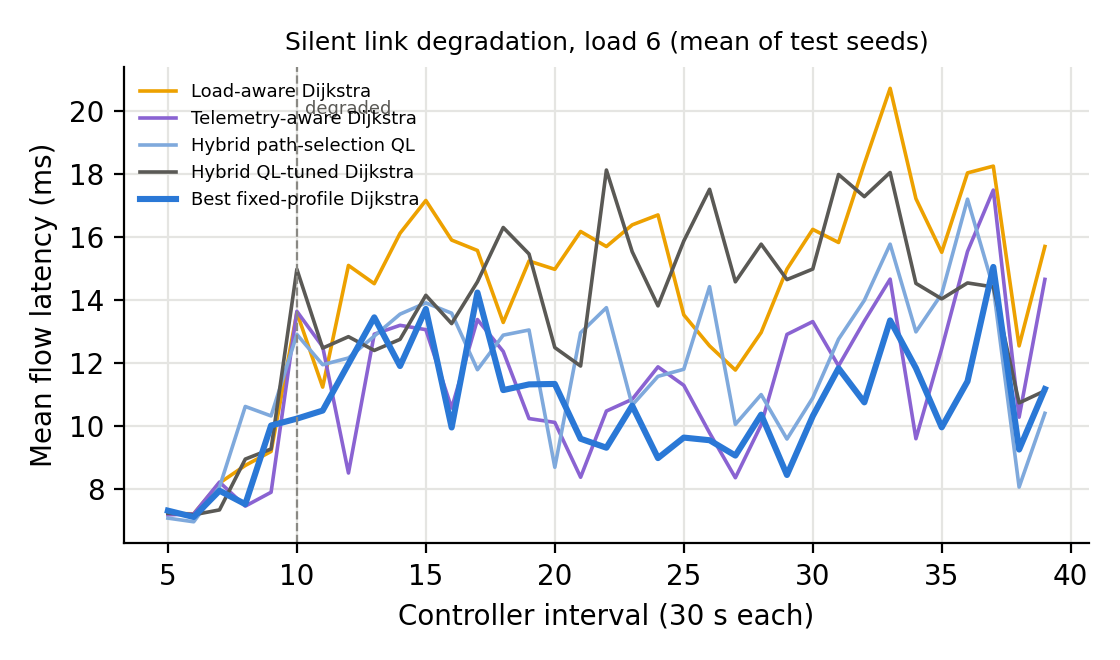 Silent link degradation, load 6 (mean of test seeds)
Mean flow latency (ms)
20
18
16
14
12
10
8
Load-aware Dijkstra
degraded
Telemetry-aware Dijkstra
Hybrid path-selection QL
Hybrid QL-tuned Dijkstra
Best fixed-profile Dijkstra
5 10 15 20 25 30 35 40
Controller interval (30 s each)